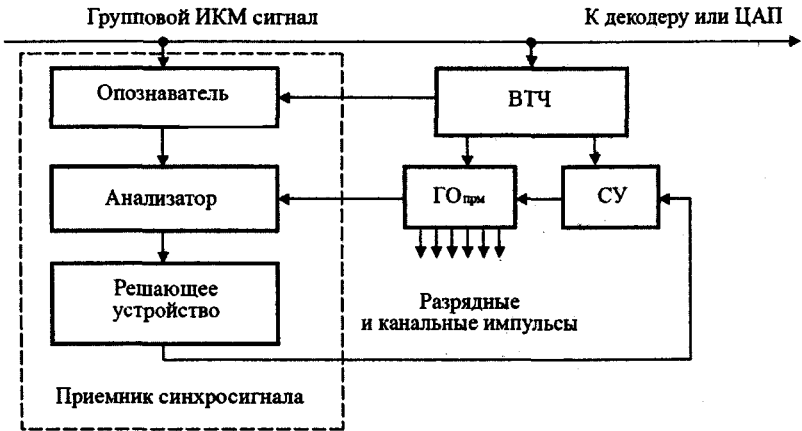 Групповой ИКМ сигнал
К декодеру или ЦАП
Опознаватель
ВТЧ
Анализатор
ГОпрм
СУ
Решающее
устройство
Разрядные
и канальные импульсы
Приемник синхросигнала